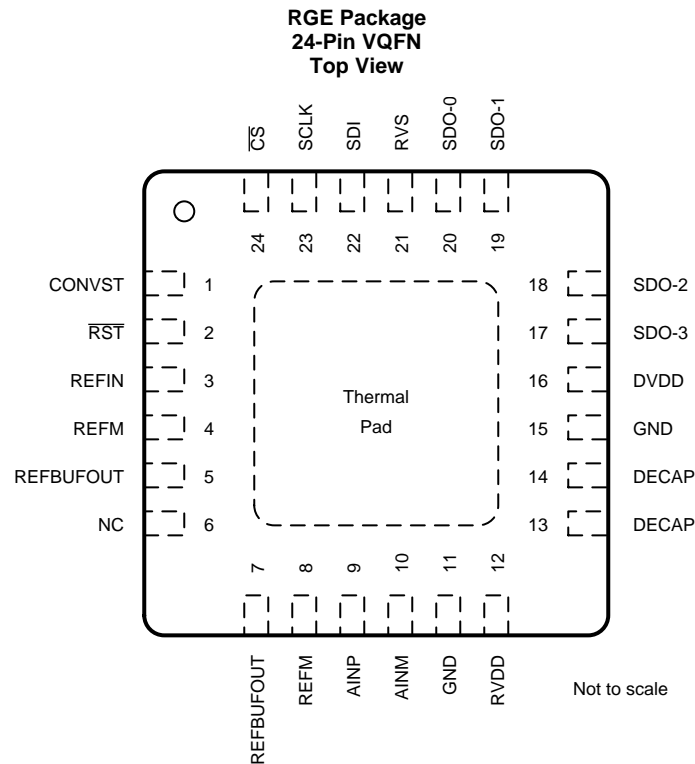 RGE Package
24-Pin VQFN
Top View
CS
SCLK
SDI
RVS
SDO-0
SDO-1
24
23
22
21
20
19
CONVST 1
RST 2
REFIN 3
REFM 4
REFBUFOUT 5
NC 6
Thermal
Pad
18 SDO-2
17 SDO-3
16 DVDD
15 GND
14 DECAP
13 DECAP
7
8
9
10
11
12
REFBUFOUT
REFM
AINP
AINM
GND
RVDD
Not to scale